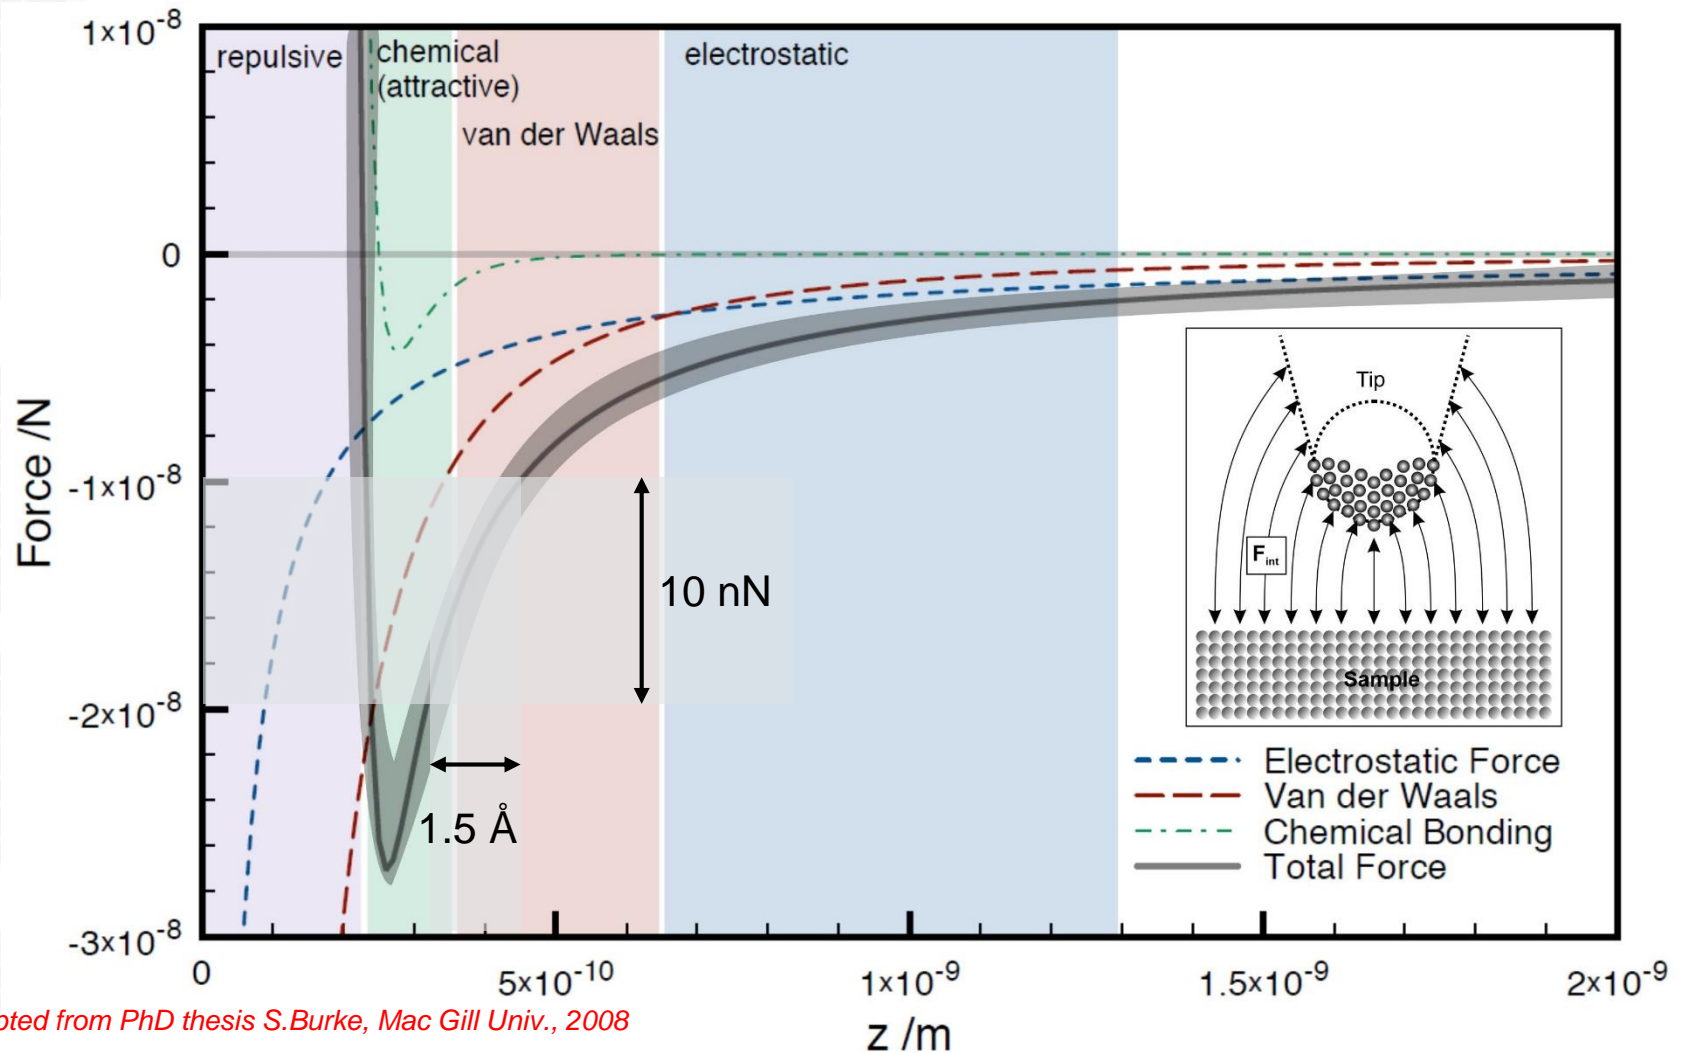 1x10⁻⁸
repulsive
chemical
(attractive)
van der Waals
electrostatic
0
-1x10⁻⁸
-2x10⁻⁸
-3x10⁻⁸
Force /N
10 nN
1.5 Å
Tip
F_int
Sample
Electrostatic Force
Van der Waals
Chemical Bonding
Total Force
0
5x10⁻¹⁰
1x10⁻⁹
1.5x10⁻⁹
2x10⁻⁹
z /m
pted from PhD thesis S.Burke, Mac Gill Univ., 2008